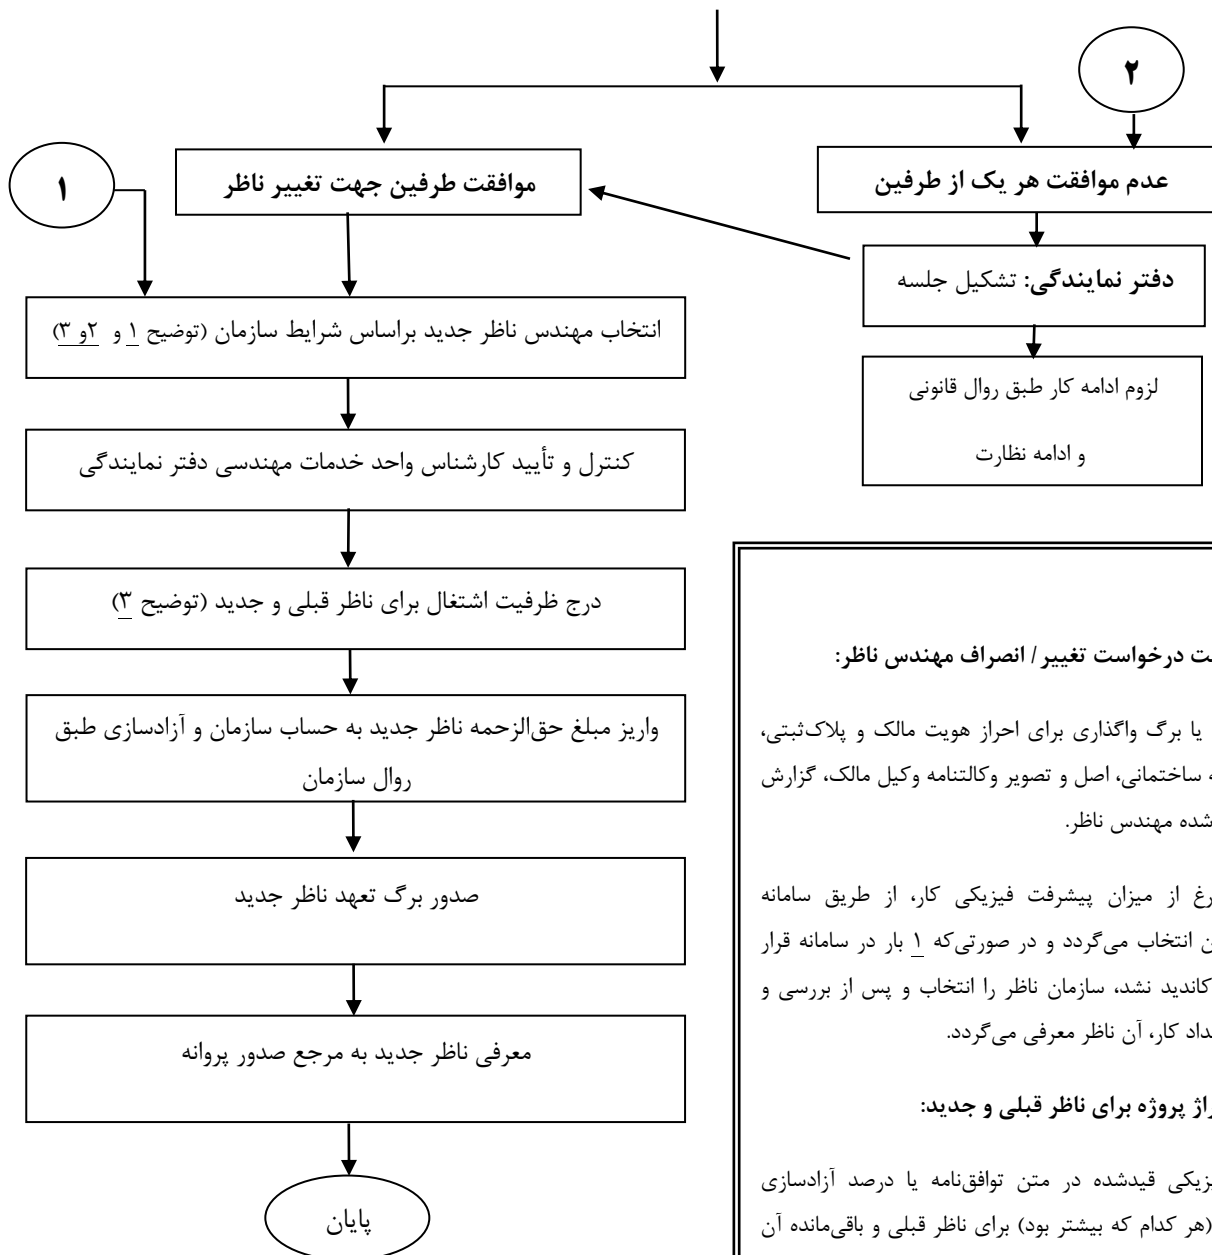 ۲
۱
موافقت طرفین جهت تغییر ناظر
عدم موافقت هر یک از طرفین
دفتر نمایندگی: تشکیل جلسه
انتخاب مهندس ناظر جدید براساس شرایط سازمان (توضیح ۱ و ۲و ۳)
لزوم ادامه کار طبق روال قانونی
و ادامه نظارت
کنترل و تأیید کارشناس واحد خدمات مهندسی دفتر نمایندگی
درج ظرفیت اشتغال برای ناظر قبلی و جدید (توضیح ۳)
واریز مبلغ حق‌الزحمه ناظر جدید به حساب سازمان و آزادسازی طبق
روال سازمان
صدور برگ تعهد ناظر جدید
معرفی ناظر جدید به مرجع صدور پروانه
پایان
درخواست تغییر / انصراف مهندس ناظر:
یا برگ واگذاری برای احراز هویت مالک و پلاک‌ثبتی،
ساختمانی، اصل و تصویر وکالتنامه وکیل مالک، گزارش
شده مهندس ناظر.
از میزان پیشرفت فیزیکی کار، از طریق سامانه
انتخاب می‌گردد و در صورتی‌که ۱ بار در سامانه قرار
کاندید نشد، سازمان ناظر را انتخاب و پس از بررسی و
کار، آن ناظر معرفی می‌گردد.
پروژه برای ناظر قبلی و جدید:
قیدشده در متن توافق‌نامه یا درصد آزادسازی
(هر کدام که بیشتر بود) برای ناظر قبلی و باقی‌مانده آن